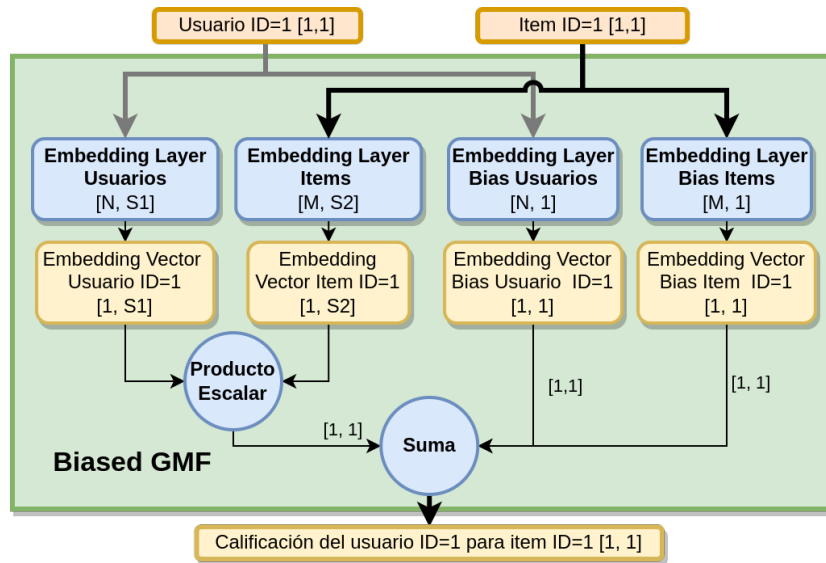 Usuario ID=1 [1,1]
Item ID=1 [1,1]
Embedding Layer
Usuarios
[N, S1]
Embedding Layer
Items
[M, S2]
Embedding Layer
Bias Usuarios
[N, 1]
Embedding Layer
Bias Items
[M, 1]
Embedding Vector
Usuario ID=1
[1, S1]
Embedding
Vector Item ID=1
[1, S2]
Embedding Vector
Bias Usuario ID=1
[1, 1]
Embedding Vector
Bias Item ID=1
[1, 1]
Producto
Escalar
[1,1]
[1, 1]
[1, 1]
Suma
Biased GMF
Calificación del usuario ID=1 para item ID=1 [1, 1]